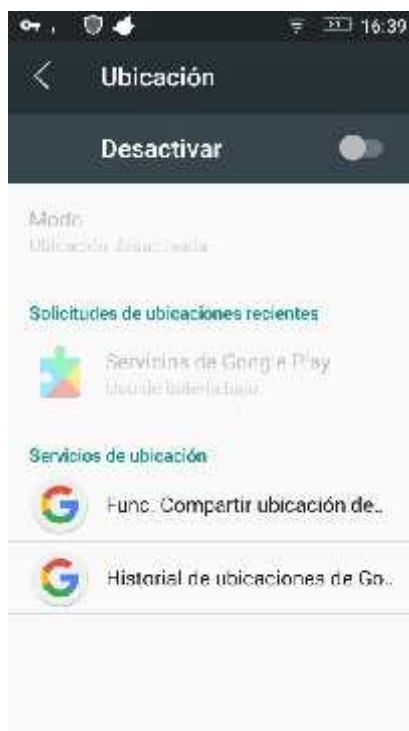 16:39
Ubicación
Desactivar
Modo
Ubicación desactivada
Solicitudes de ubicaciones recientes
Servicios de Google Play
Uso de batería bajo
Servicios de ubicación
Func. Compartir ubicación de..
Historial de ubicaciones de Go..